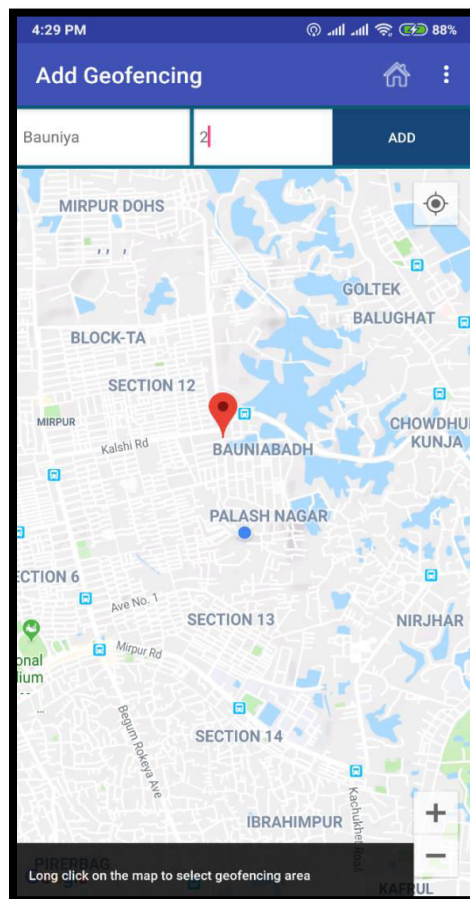 4:29 PM 88%
Add Geofencing
Bauniya 2 ADD
MIRPUR DOHS
GOLTEK
BALUGHAT
BLOCK-TA
SECTION 12
MIRPUR
Kalshi Rd
CHOWDHU
KUNJA
BAUNIABADH
PALASH NAGAR
ECTION 6
Ave No. 1
SECTION 13
NIRJHAR
Mirpur Rd
onal
lium
...
Begum Rokeya Ave
SECTION 14
Kachukhet Road
IBRAHIMPUR
PIRERBAG
Long click on the map to select geofencing area
KAFRUL